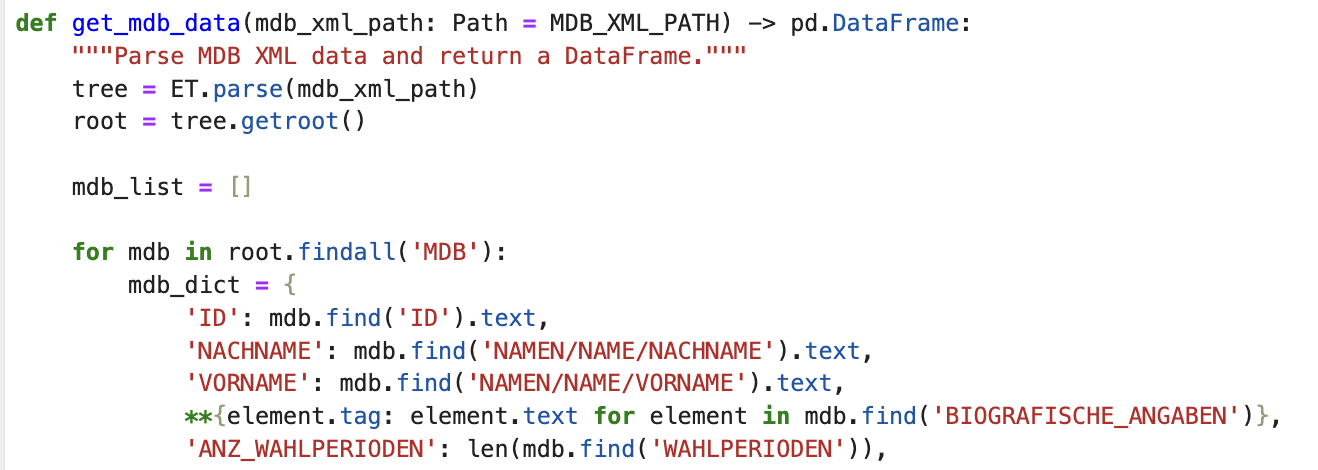 def get_mdb_data(mdb_xml_path: Path = MDB_XML_PATH) -> pd.DataFrame:
    """Parse MDB XML data and return a DataFrame."""
    tree = ET.parse(mdb_xml_path)
    root = tree.getroot()

    mdb_list = []

    for mdb in root.findall('MDB'):
        mdb_dict = {
            'ID': mdb.find('ID').text,
            'NACHNAME': mdb.find('NAMEN/NAME/NACHNAME').text,
            'VORNAME': mdb.find('NAMEN/NAME/VORNAME').text,
            **{element.tag: element.text for element in mdb.find('BIOGRAFISCHE_ANGABEN')},
            'ANZ_WAHLPERIODEN': len(mdb.find('WAHLPERIODEN')),